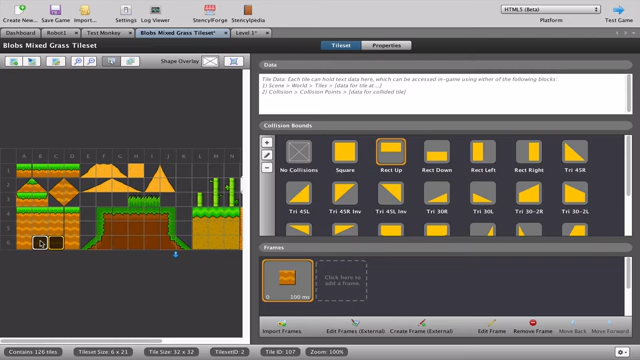 Create New...
Save Game
Import...
Settings
Log Viewer
StencylForge
Stencylpedia
HTML5 (Beta)
Platform
Test Game
Dashboard
Robot1
Test Monkey
Blobs Mixed Grass Tileset*
Level 1*
Blobs Mixed Grass Tileset
Tileset
Properties
Shape Overlay
Data
Tile Data. Each tile can hold text data here, which can be accessed in-game using either of the following blocks:
1) Scene > World > Tiles > [data for tile at ...]
2) Collision > Collision Points > [data for collided tile]
Collision Bounds
No Collisions
Square
Rect Up
Rect Down
Rect Left
Rect Right
Tri 45R
Tri 45L
Tri 45R Inv
Tri 45L Inv
Tri 30R
Tri 30L
Tri 30-2R
Tri 30-2L
A B C D E F G H I J K L M N
1
2
3
4
5
6
Frames
0
100 ms
Click here to
add a frame.
Import Frames
Edit Frames (External)
Create Frame (External)
Edit Frame
Remove Frame
Move Back
Move Forward
Contains 126 tiles
Tileset Size: 6 x 21
Tile Size: 32 x 32
TilesetID: 2
Tile ID: 107
Zoom: 100%